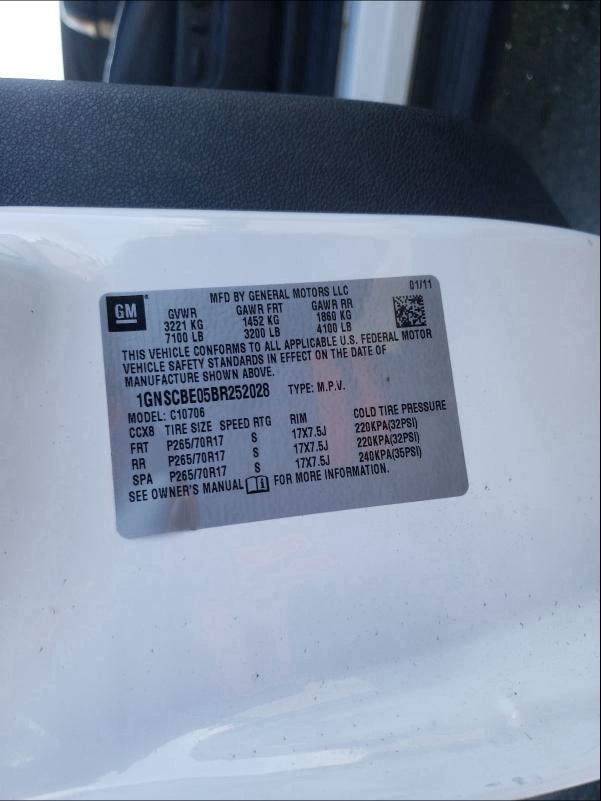 GM
MFD BY GENERAL MOTORS LLC 01/11
GVWR GAWR FRT GAWR RR
3221 KG 1452 KG 1860 KG
7100 LB 3200 LB 4100 LB
THIS VEHICLE CONFORMS TO ALL APPLICABLE U.S. FEDERAL MOTOR
VEHICLE SAFETY STANDARDS IN EFFECT ON THE DATE OF
MANUFACTURE SHOWN ABOVE.
1GNSCBE05BR252028 TYPE: M.P.V.
MODEL: C10706
CCX8 TIRE SIZE SPEED RTG RIM COLD TIRE PRESSURE
FRT P265/70R17 S 17X7.5J 220KPA(32PSI)
RR P265/70R17 S 17X7.5J 220KPA(32PSI)
SPA P265/70R17 S 17X7.5J 240KPA(35PSI)
SEE OWNER'S MANUAL FOR MORE INFORMATION.